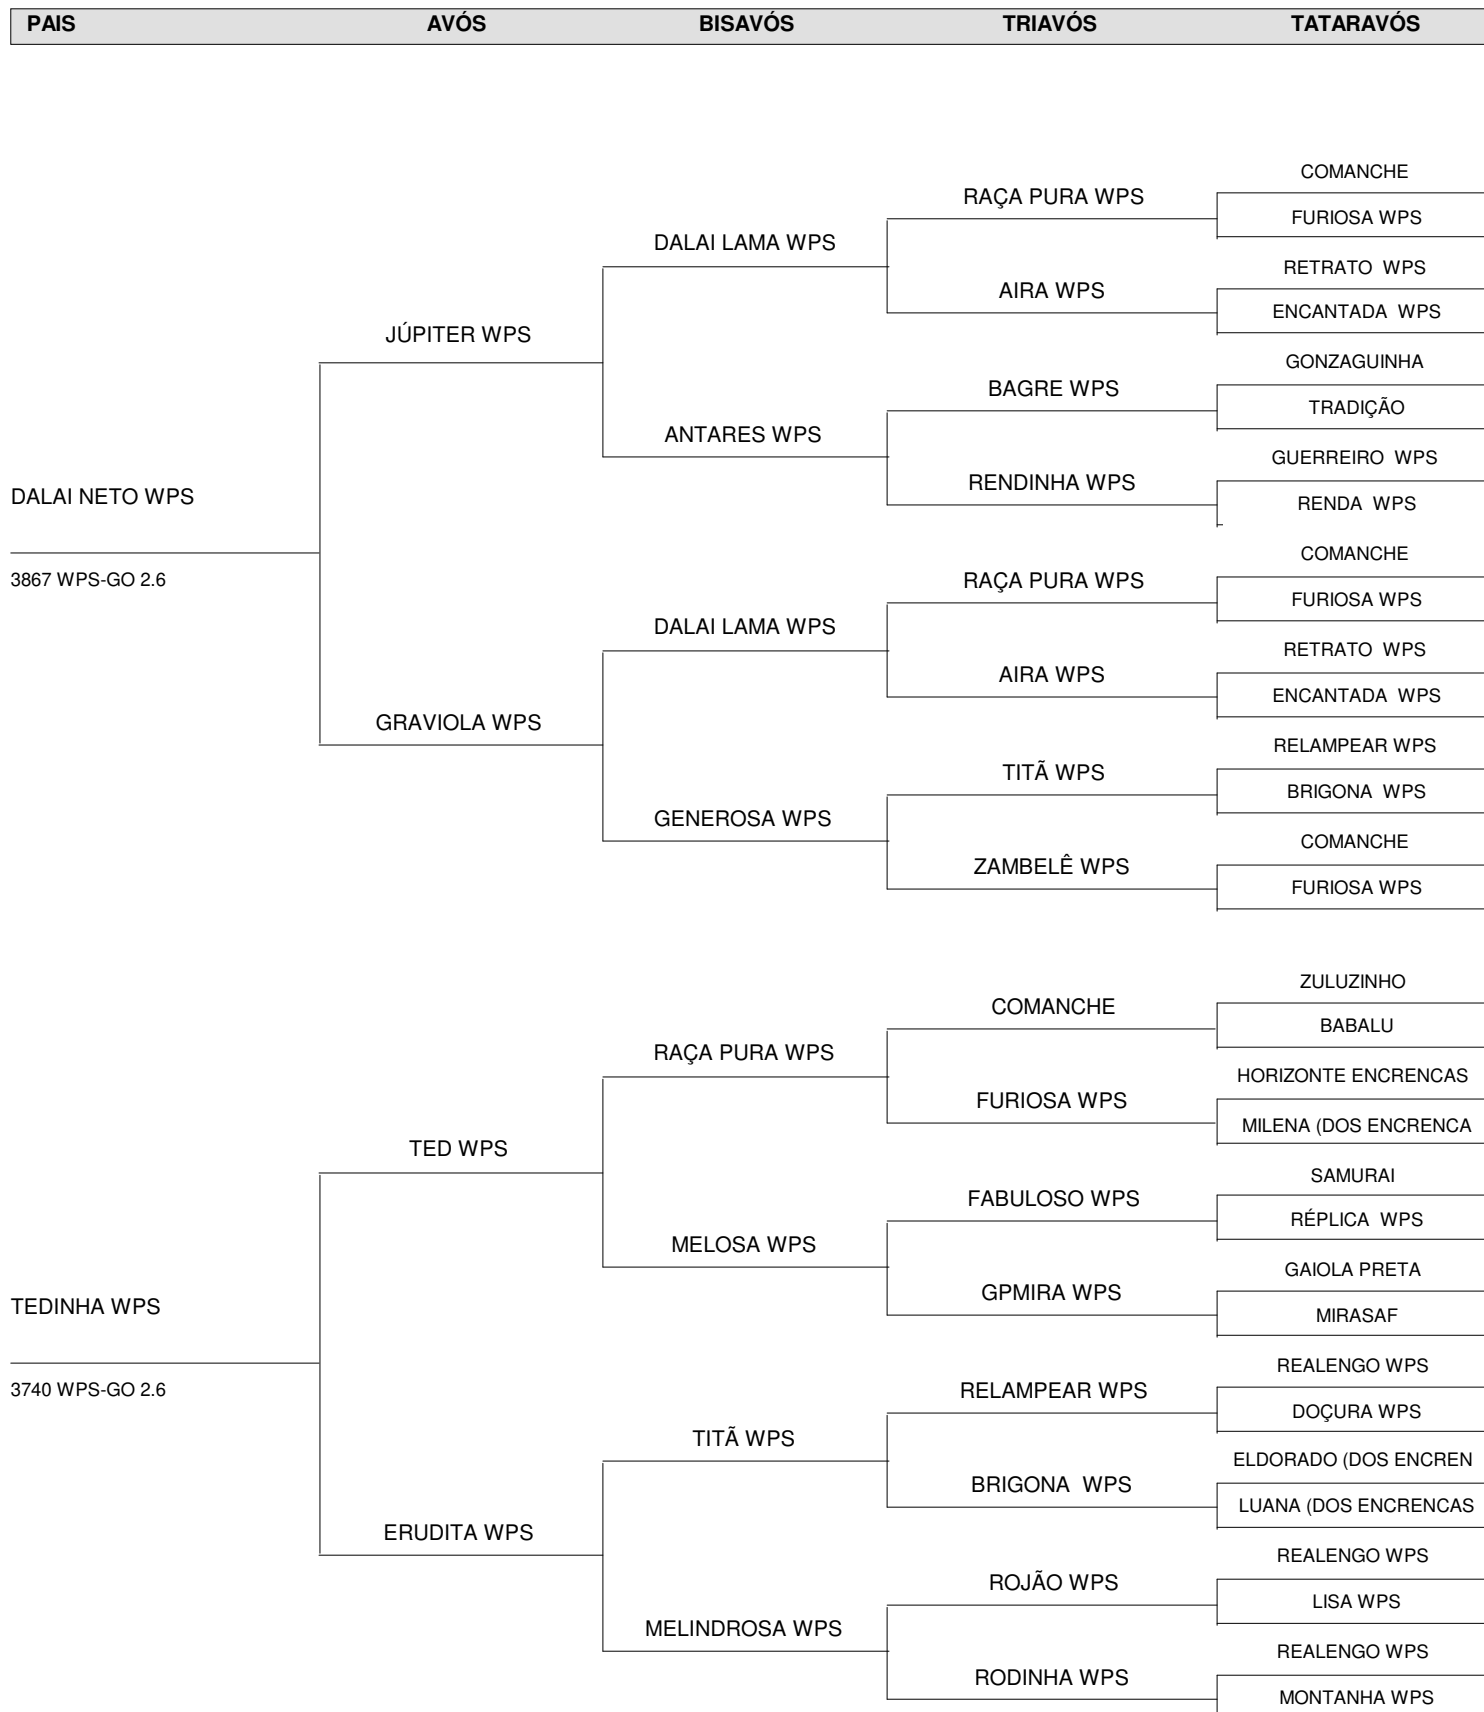 PAIS AVÓS BISAVÓS TRIAVÓS TATARAVÓS
COMANCHE
RAÇA PURA WPS
FURIOSA WPS
DALAI LAMA WPS
RETRATO WPS
AIRA WPS
ENCANTADA WPS
JÚPITER WPS
GONZAGUINHA
BAGRE WPS
TRADIÇÃO
ANTARES WPS
GUERREIRO WPS
RENDINHA WPS
RENDA WPS
DALAI NETO WPS
3867 WPS-GO 2.6
COMANCHE
RAÇA PURA WPS
FURIOSA WPS
DALAI LAMA WPS
RETRATO WPS
AIRA WPS
ENCANTADA WPS
GRAVIOLA WPS
RELAMPEAR WPS
TITÃ WPS
BRIGONA WPS
GENEROSA WPS
COMANCHE
ZAMBELÊ WPS
FURIOSA WPS
ZULUZINHO
COMANCHE
BABALU
RAÇA PURA WPS
HORIZONTE ENCRENCAS
FURIOSA WPS
MILENA (DOS ENCRENCA
TED WPS
SAMURAI
FABULOSO WPS
RÉPLICA WPS
MELOSA WPS
GAIOLA PRETA
GPMIRA WPS
MIRASAF
TEDINHA WPS
3740 WPS-GO 2.6
REALENGO WPS
RELAMPEAR WPS
DOÇURA WPS
TITÃ WPS
ELDORADO (DOS ENCREN
BRIGONA WPS
LUANA (DOS ENCRENCAS
ERUDITA WPS
REALENGO WPS
ROJÃO WPS
LISA WPS
MELINDROSA WPS
REALENGO WPS
RODINHA WPS
MONTANHA WPS